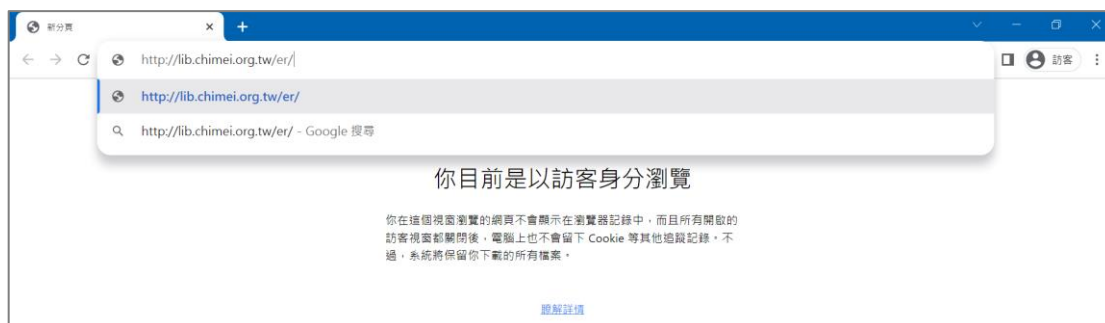 新分頁
http://lib.chimei.org.tw/er/
訪客
http://lib.chimei.org.tw/er/
http://lib.chimei.org.tw/er/ - Google 搜尋
你目前是以訪客身分瀏覽
你在這個視窗瀏覽的網頁不會顯示在瀏覽器記錄中，而且所有開啟的
訪客視窗都關閉後，電腦上也不會留下 Cookie 等其他追蹤記錄。不
過，系統將保留你下載的所有檔案。
瞭解詳情